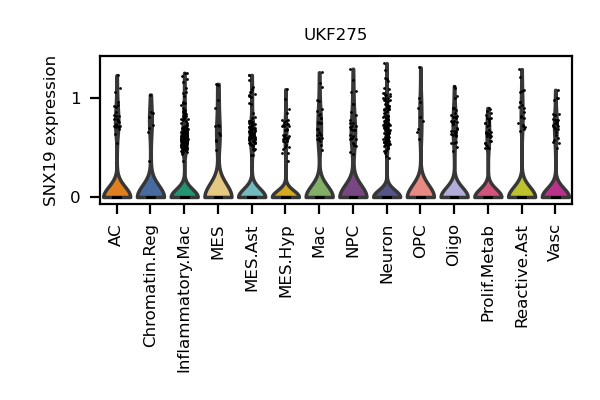 UKF275
SNX19 expression
1
0
AC
Chromatin.Reg
Inflammatory.Mac
MES
MES.Ast
MES.Hyp
Mac
NPC
Neuron
OPC
Oligo
Prolif.Metab
Reactive.Ast
Vasc